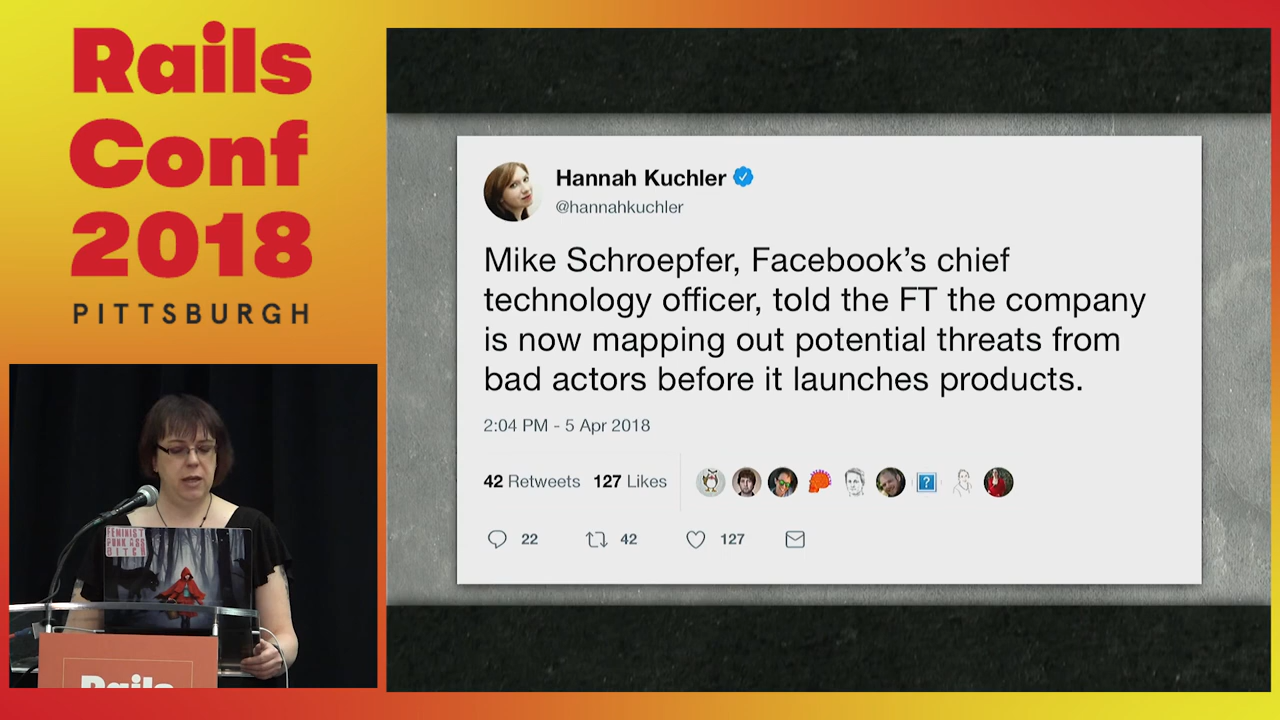 Rails
Conf
2018
PITTSBURGH
Hannah Kuchler
@hannahkuchler
Mike Schroepfer, Facebook's chief
technology officer, told the FT the company
is now mapping out potential threats from
bad actors before it launches products.
2:04 PM - 5 Apr 2018
42 Retweets 127 Likes
?
22 42 127
FEMINIST
PUNK ASS
BITCH
Rails